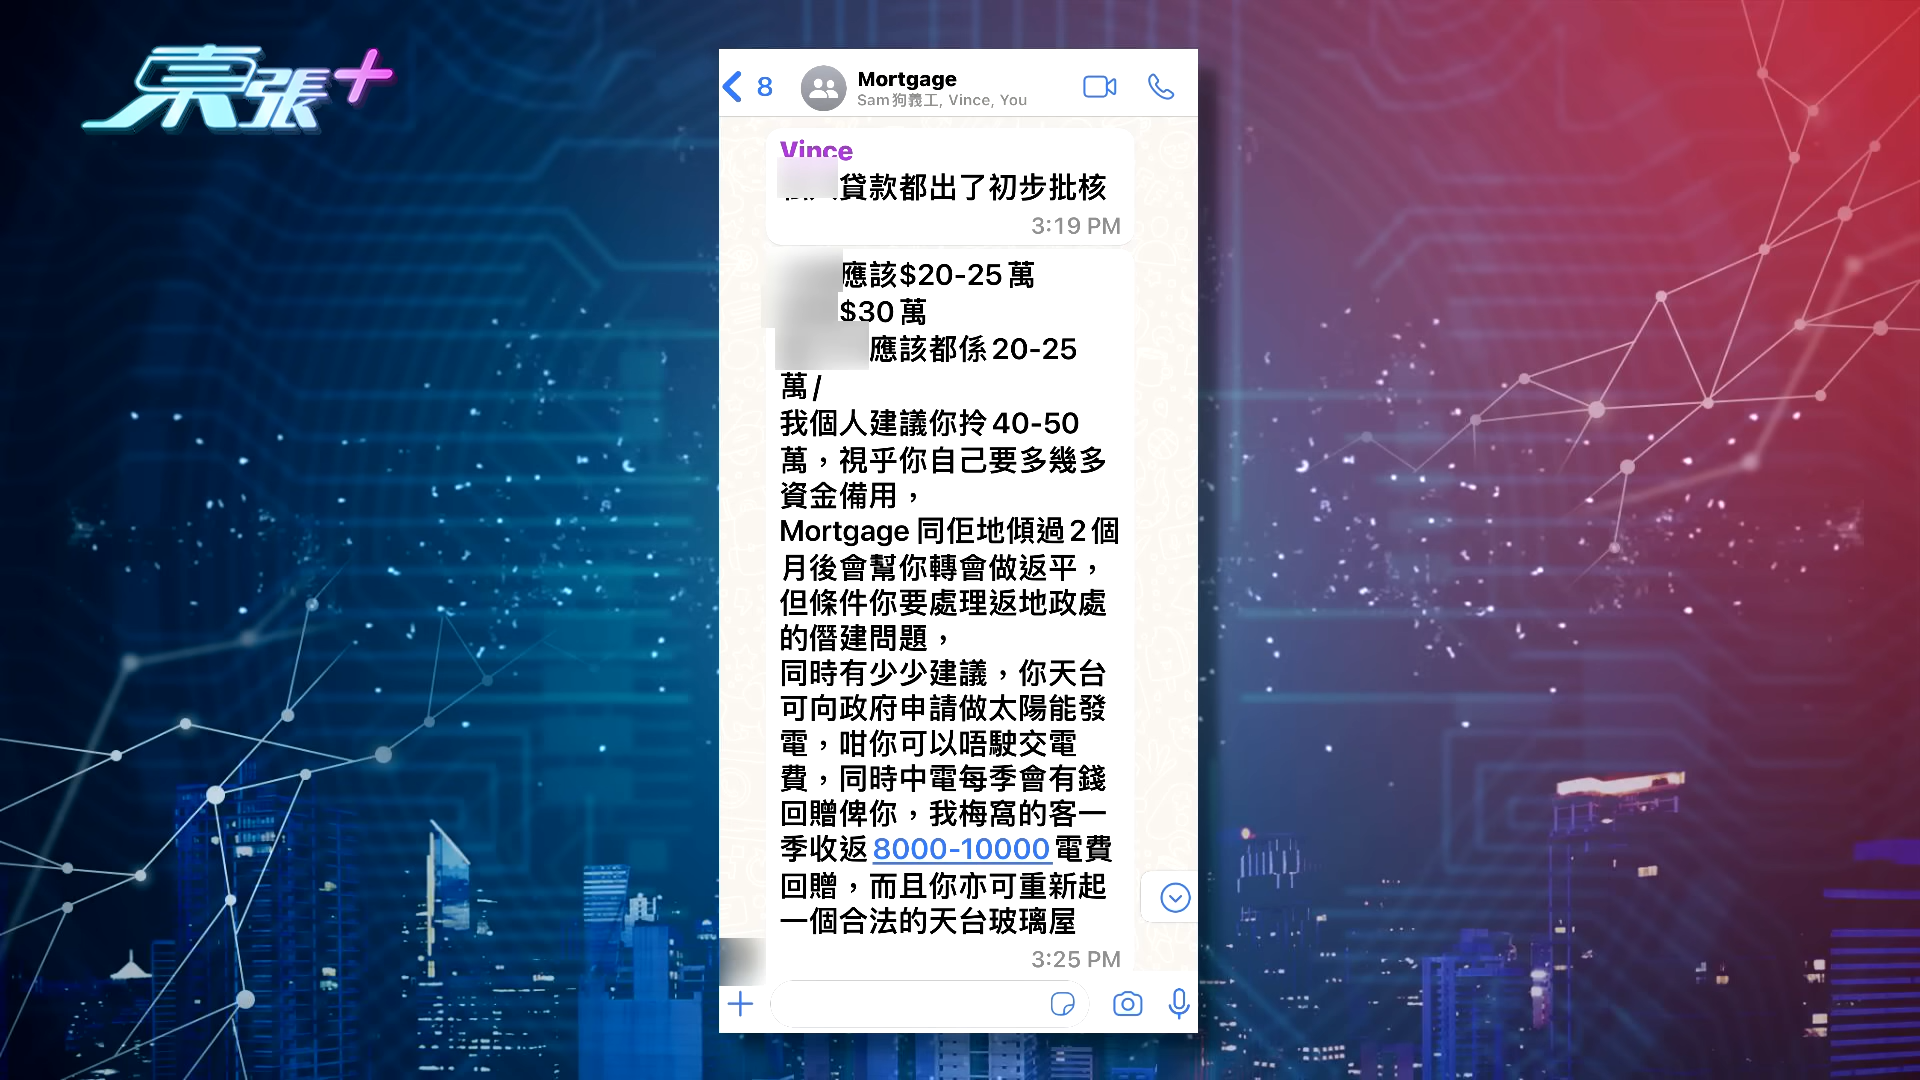 東張+
8
Mortgage
Sam狗義工, Vince, You
Vince
貸款都出了初步批核
3:19 PM
應該$20-25萬
$30萬
應該都係20-25
萬/
我個人建議你拎40-50
萬，視乎你自己要多幾多
資金備用，
Mortgage 同佢地傾過2個
月後會幫你轉會做返平，
但條件你要處理返地政處
的僭建問題，
同時有少少建議，你天台
可向政府申請做太陽能發
電，咁你可以唔駛交電
費，同時中電每季會有錢
回贈俾你，我梅窩的客一
季收返8000-10000電費
回贈，而且你亦可重新起
一個合法的天台玻璃屋
3:25 PM